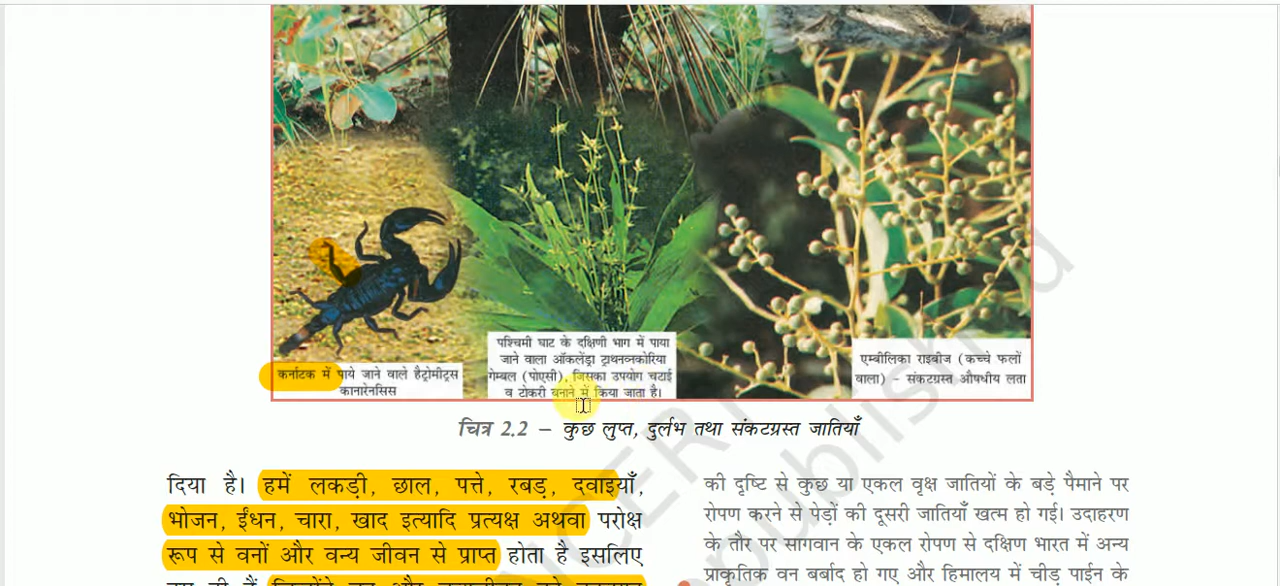 कर्नाटक में पाये जाने वाले हैट्रोमीट्रस
कानारेनसिस
पश्चिमी घाट के दक्षिणी भाग में पाया
जाने वाला ऑकलेंड्रा ट्राथनव्नकोरिया
गेम्बल (पोएसी), जिसका उपयोग चटाई
व टोकरी बनाने में किया जाता है।
एम्बीलिका राइबीज (कच्चे फलों
वाला) - संकटग्रस्त औषधीय लता
चित्र 2.2 – कुछ लुप्त, दुर्लभ तथा संकटग्रस्त जातियाँ
दिया है। हमें लकड़ी, छाल, पत्ते, रबड़, दवाइयाँ,
भोजन, ईंधन, चारा, खाद इत्यादि प्रत्यक्ष अथवा परोक्ष
रूप से वनों और वन्य जीवन से प्राप्त होता है इसलिए
की दृष्टि से कुछ या एकल वृक्ष जातियों के बड़े पैमाने पर
रोपण करने से पेड़ों की दूसरी जातियाँ खत्म हो गई। उदाहरण
के तौर पर सागवान के एकल रोपण से दक्षिण भारत में अन्य
प्राकृतिक वन बर्बाद हो गए और हिमालय में चीड़ पाईन के